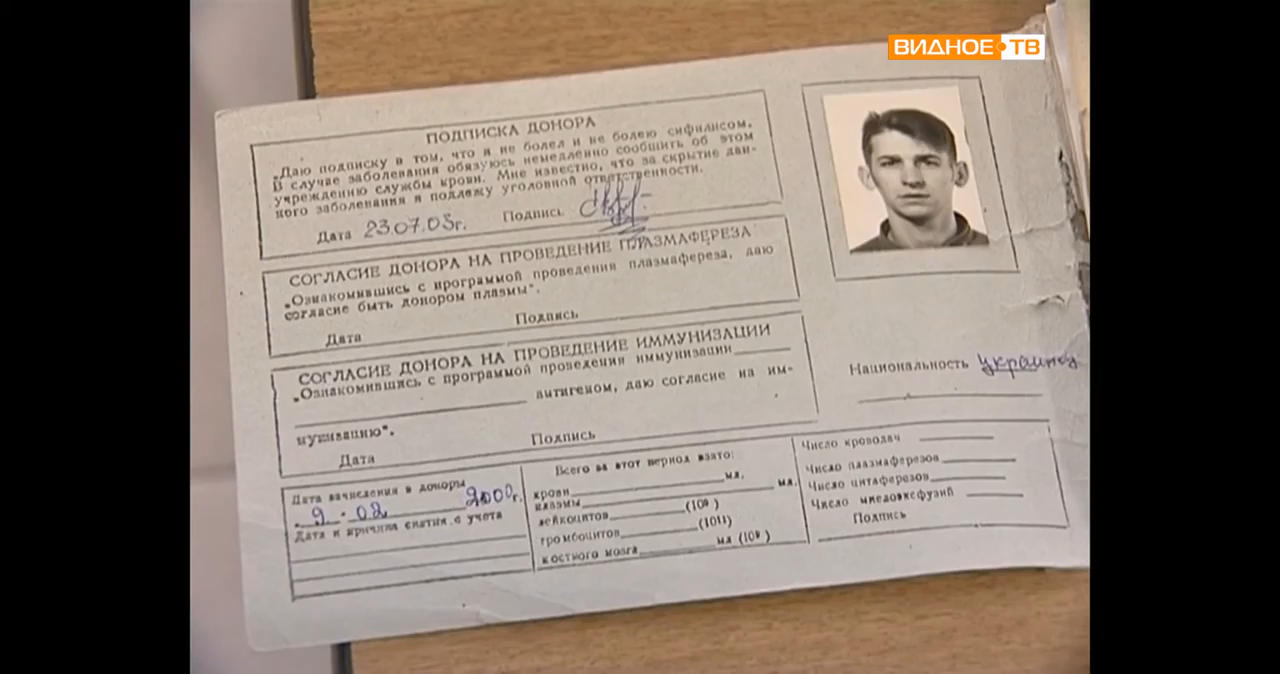 ВИДНОЕ•ТВ
ПОДПИСКА ДОНОРА
„Даю подписку в том, что я не болел и не болею сифилисом.
В случае заболевания обязуюсь немедленно сообщить об этом
учреждению службы крови. Мне известно, что за скрытие дан-
ного заболевания я подлежу уголовной ответственности.
Дата 23.07.03г. Подпись
СОГЛАСИЕ ДОНОРА НА ПРОВЕДЕНИЕ ПЛАЗМАФЕРЕЗА
„Ознакомившись с программой проведения плазмафереза, даю
согласие быть донором плазмы".
Дата Подпись
СОГЛАСИЕ ДОНОРА НА ПРОВЕДЕНИЕ ИММУНИЗАЦИИ
„Ознакомившись с программой проведения иммунизации
антигеном, даю согласие на им-
мунизацию".
Дата Подпись
Национальность украинец
Дата зачисления в доноры
9. 02 2000г.
Дата и причина снятия с учета
Всего за этот период взято:
крови мл.
плазмы мл.
лейкоцитов (10⁹)
тромбоцитов (10¹¹)
костного мозга мл (10⁹)
Число кроводач
Число плазмаферезов
Число цитаферезов
Число миелоэксфузий
Подпись